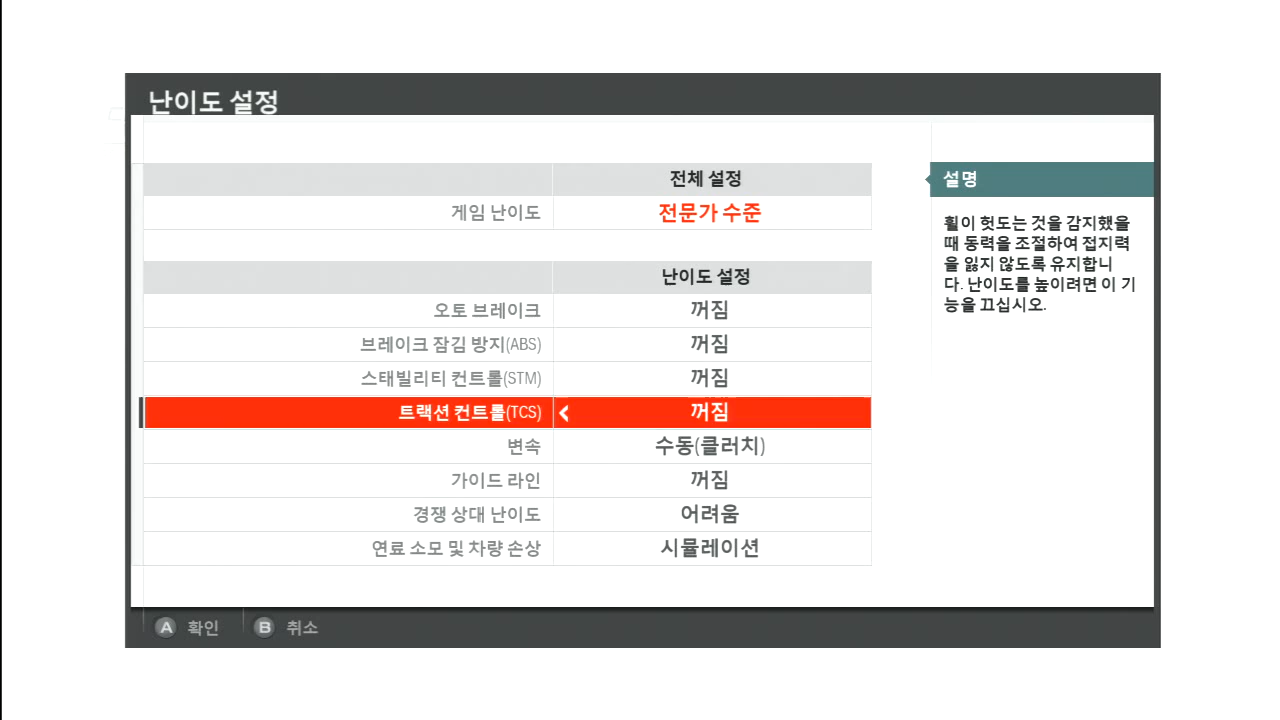 난이도 설정
전체 설정
게임 난이도 전문가 수준
난이도 설정
오토 브레이크 꺼짐
브레이크 잠김 방지(ABS) 꺼짐
스태빌리티 컨트롤(STM) 꺼짐
트랙션 컨트롤(TCS) 꺼짐
변속 수동(클러치)
가이드 라인 꺼짐
경쟁 상대 난이도 어려움
연료 소모 및 차량 손상 시뮬레이션
설명
휠이 헛도는 것을 감지했을
때 동력을 조절하여 접지력
을 잃지 않도록 유지합니
다. 난이도를 높이려면 이 기
능을 끄십시오.
A 확인 B 취소